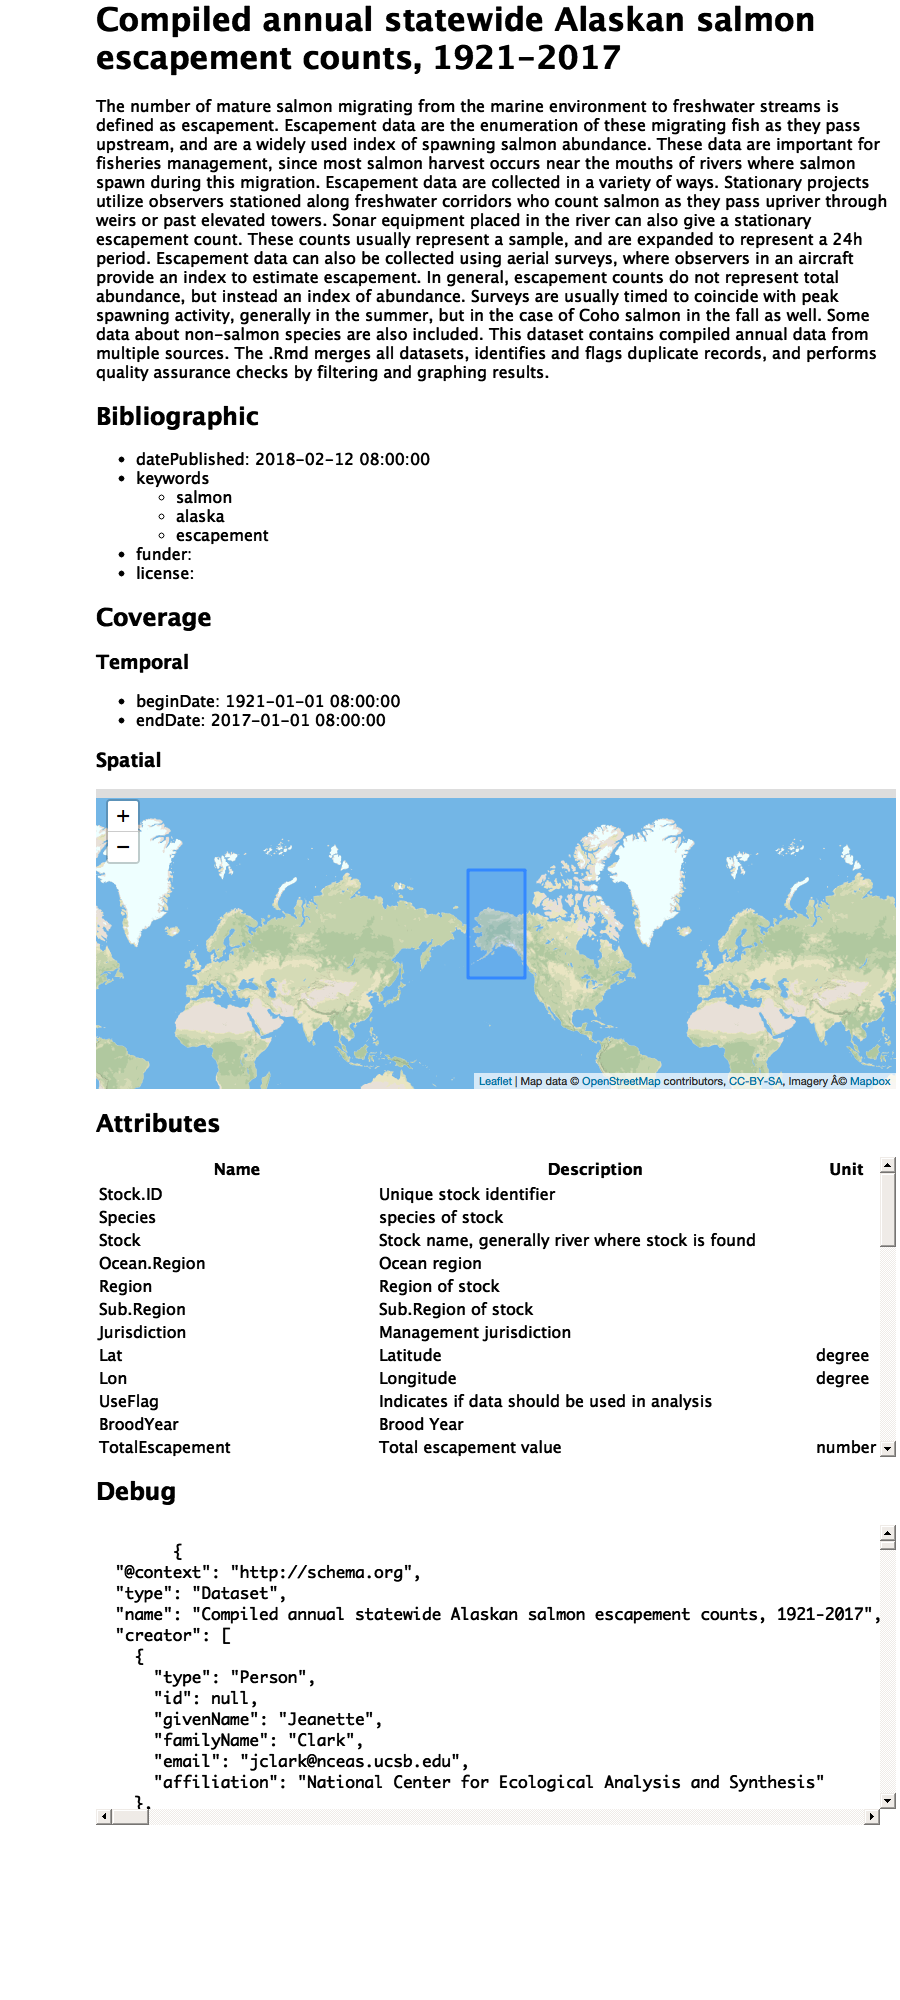 Compiled annual statewide Alaskan salmon
escapement counts, 1921-2017
The number of mature salmon migrating from the marine environment to freshwater streams is
defined as escapement. Escapement data are the enumeration of these migrating fish as they pass
upstream, and are a widely used index of spawning salmon abundance. These data are important for
fisheries management, since most salmon harvest occurs near the mouths of rivers where salmon
spawn during this migration. Escapement data are collected in a variety of ways. Stationary projects
utilize observers stationed along freshwater corridors who count salmon as they pass upriver through
weirs or past elevated towers. Sonar equipment placed in the river can also give a stationary
escapement count. These counts usually represent a sample, and are expanded to represent a 24h
period. Escapement data can also be collected using aerial surveys, where observers in an aircraft
provide an index to estimate escapement. In general, escapement counts do not represent total
abundance, but instead an index of abundance. Surveys are usually timed to coincide with peak
spawning activity, generally in the summer, but in the case of Coho salmon in the fall as well. Some
data about non-salmon species are also included. This dataset contains compiled annual data from
multiple sources. The .Rmd merges all datasets, identifies and flags duplicate records, and performs
quality assurance checks by filtering and graphing results.
Bibliographic
• datePublished: 2018-02-12 08:00:00
• keywords
◦ salmon
◦ alaska
◦ escapement
• funder:
• license:
Coverage
Temporal
• beginDate: 1921-01-01 08:00:00
• endDate: 2017-01-01 08:00:00
Spatial
+
−
Leaflet | Map data © OpenStreetMap contributors, CC-BY-SA, Imagery Â© Mapbox
Attributes
Name Description Unit
Stock.ID Unique stock identifier
Species species of stock
Stock Stock name, generally river where stock is found
Ocean.Region Ocean region
Region Region of stock
Sub.Region Sub.Region of stock
Jurisdiction Management jurisdiction
Lat Latitude degree
Lon Longitude degree
UseFlag Indicates if data should be used in analysis
BroodYear Brood Year
TotalEscapement Total escapement value number
Debug
{
"@context": "http://schema.org",
"type": "Dataset",
"name": "Compiled annual statewide Alaskan salmon escapement counts, 1921-2017",
"creator": [
{
"type": "Person",
"id": null,
"givenName": "Jeanette",
"familyName": "Clark",
"email": "jclark@nceas.ucsb.edu",
"affiliation": "National Center for Ecological Analysis and Synthesis"
},